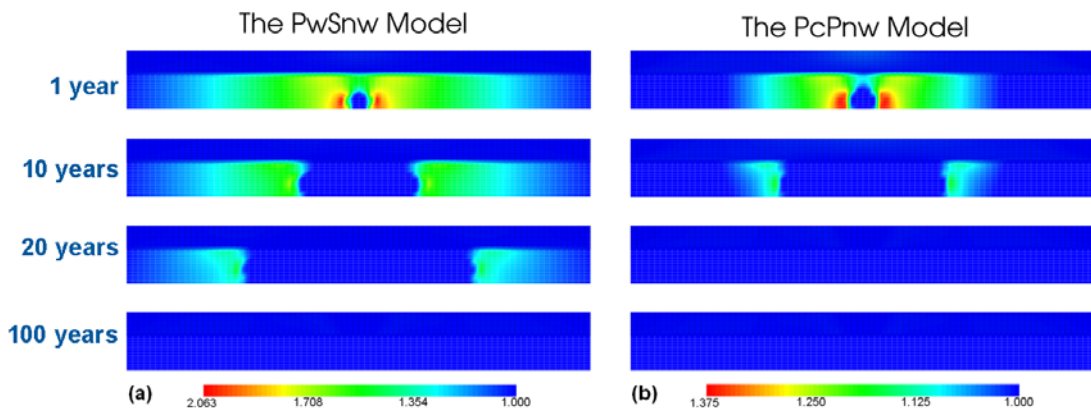 The PwSnw Model
The PcPnw Model
1 year
10 years
20 years
100 years
(a)
2.063 1.708 1.354 1.000
(b)
1.375 1.250 1.125 1.000